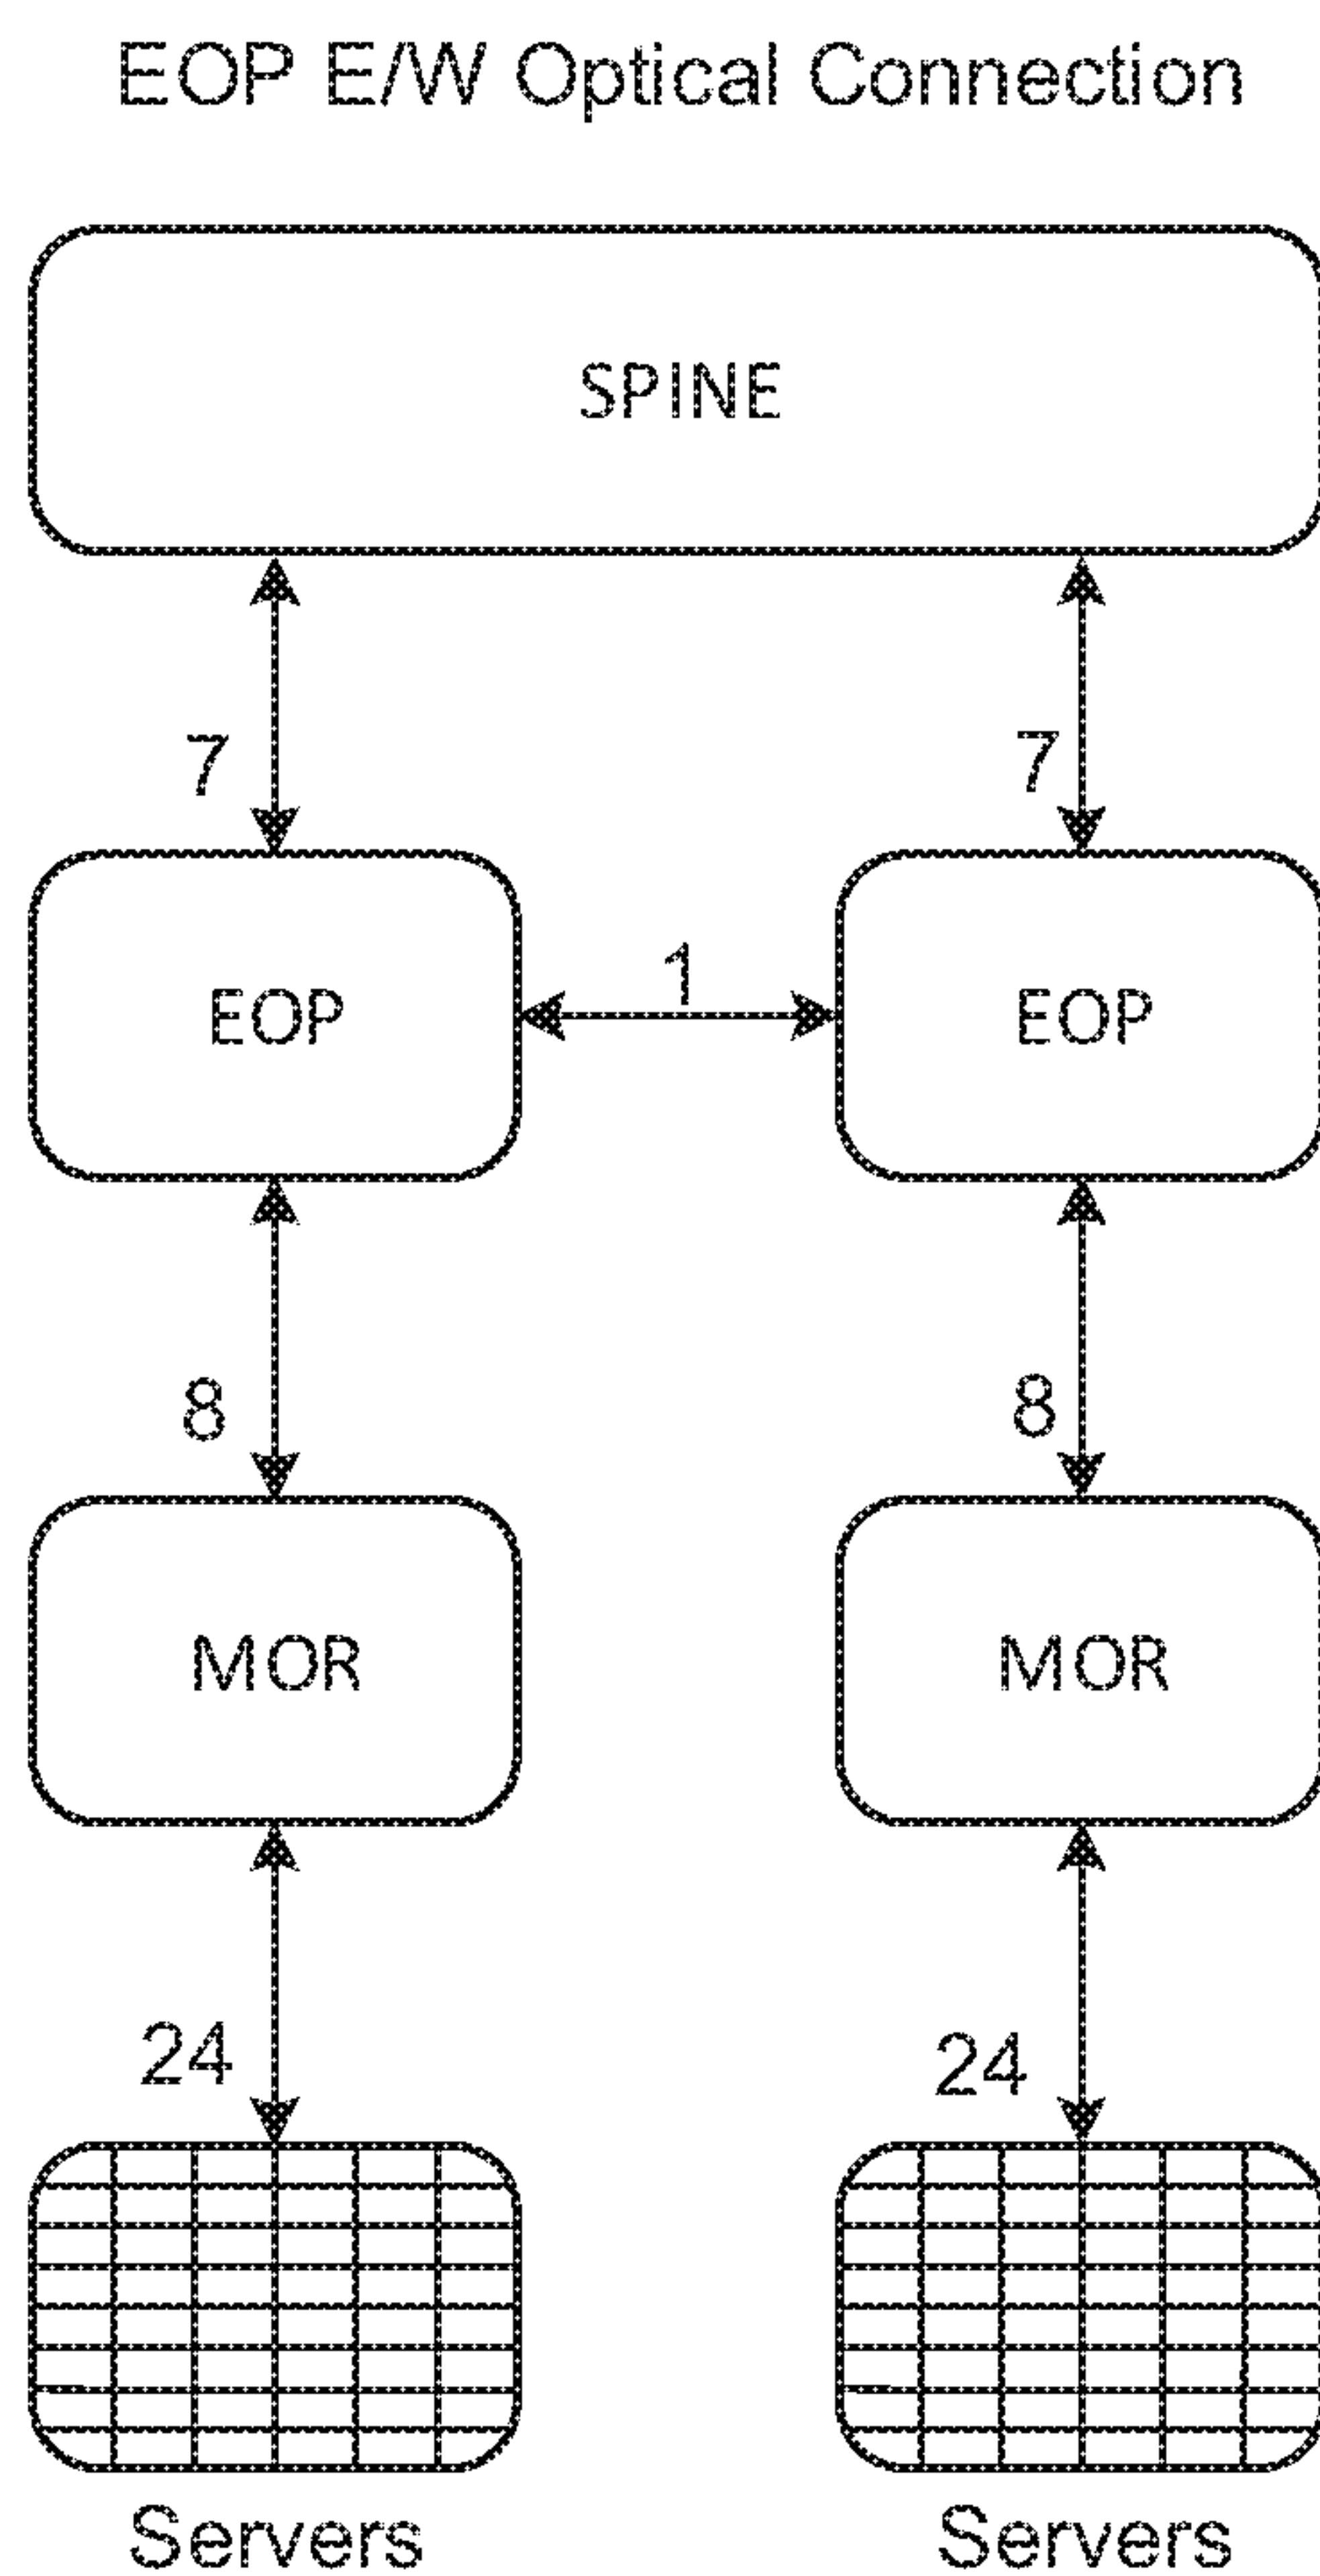 EOP E/W Optical Connection
SPINE
7 7
EOP 1 EOP
8 8
MOR MOR
24 24
Servers Servers